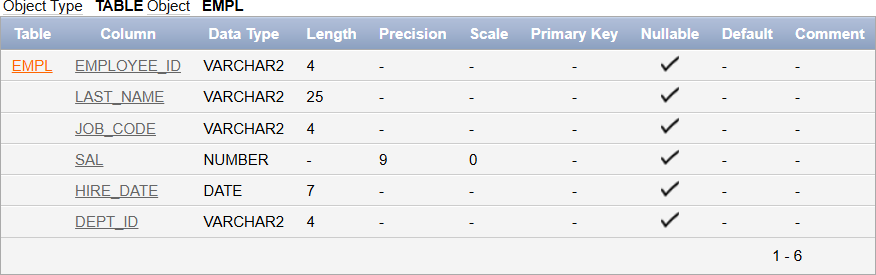 Object Type TABLE Object EMPL
Table Column Data Type Length Precision Scale Primary Key Nullable Default Comment
EMPL EMPLOYEE_ID VARCHAR2 4 - - - - -
LAST_NAME VARCHAR2 25 - - - - -
JOB_CODE VARCHAR2 4 - - - - -
SAL NUMBER - 9 0 - - -
HIRE_DATE DATE 7 - - - - -
DEPT_ID VARCHAR2 4 - - - - -
1 - 6